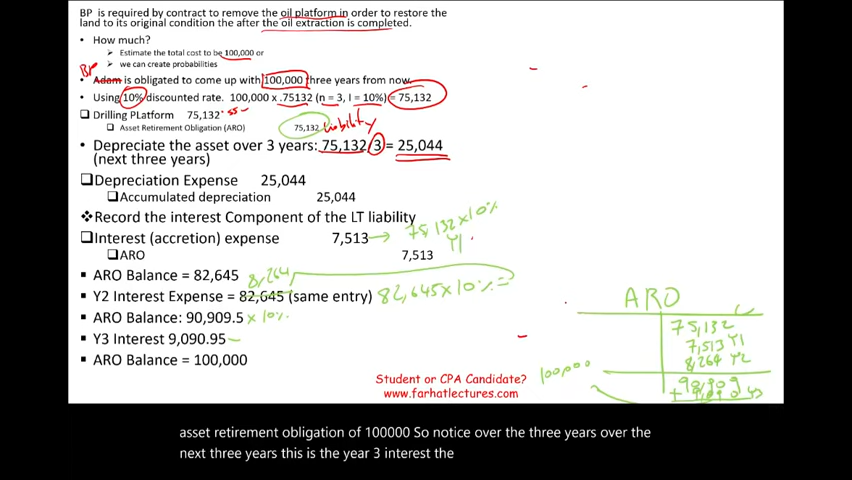 BP is required by contract to remove the oil platform in order to restore the
land to its original condition the after the oil extraction is completed.
• How much?
➢ Estimate the total cost to be 100,000 or
➢ we can create probabilities
BP
• Adam is obligated to come up with 100,000 three years from now.
• Using 10% discounted rate. 100,000 x .75132 (n = 3, I = 10%) = 75,132
❑ Drilling PLatform 75,132
❑ Asset Retirement Obligation (ARO) 75,132 Liability
• Depreciate the asset over 3 years: 75,132/3 = 25,044
(next three years)
❑Depreciation Expense 25,044
❑Accumulated depreciation 25,044
❖Record the interest Component of the LT liability
❑Interest (accretion) expense 7,513 → 75,132 x 10%
Y1
❑ARO 7,513
▪ ARO Balance = 82,645
8,264
▪ Y2 Interest Expense = 82,645 (same entry) 82,645 x 10% =
▪ ARO Balance: 90,909.5 x 10%
▪ Y3 Interest 9,090.95
▪ ARO Balance = 100,000
ARO
75,132
7,513 Y1
8,264 Y2
100,000
Student or CPA Candidate?
www.farhatlectures.com
asset retirement obligation of 100000 So notice over the three years over the
next three years this is the year 3 interest the